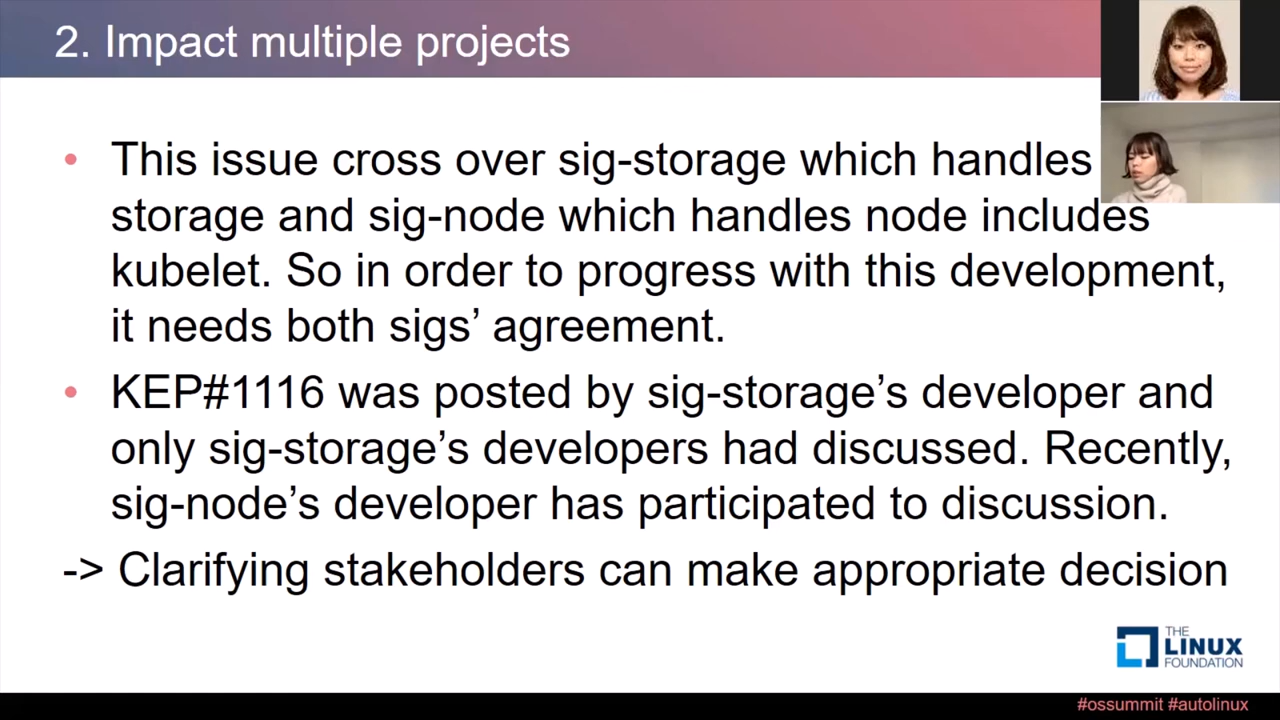 2. Impact multiple projects
• This issue cross over sig-storage which handles
storage and sig-node which handles node includes
kubelet. So in order to progress with this development,
it needs both sigs’ agreement.
• KEP#1116 was posted by sig-storage’s developer and
only sig-storage’s developers had discussed. Recently,
sig-node’s developer has participated to discussion.
-> Clarifying stakeholders can make appropriate decision
THE
LINUX
FOUNDATION
#ossummit #autolinux